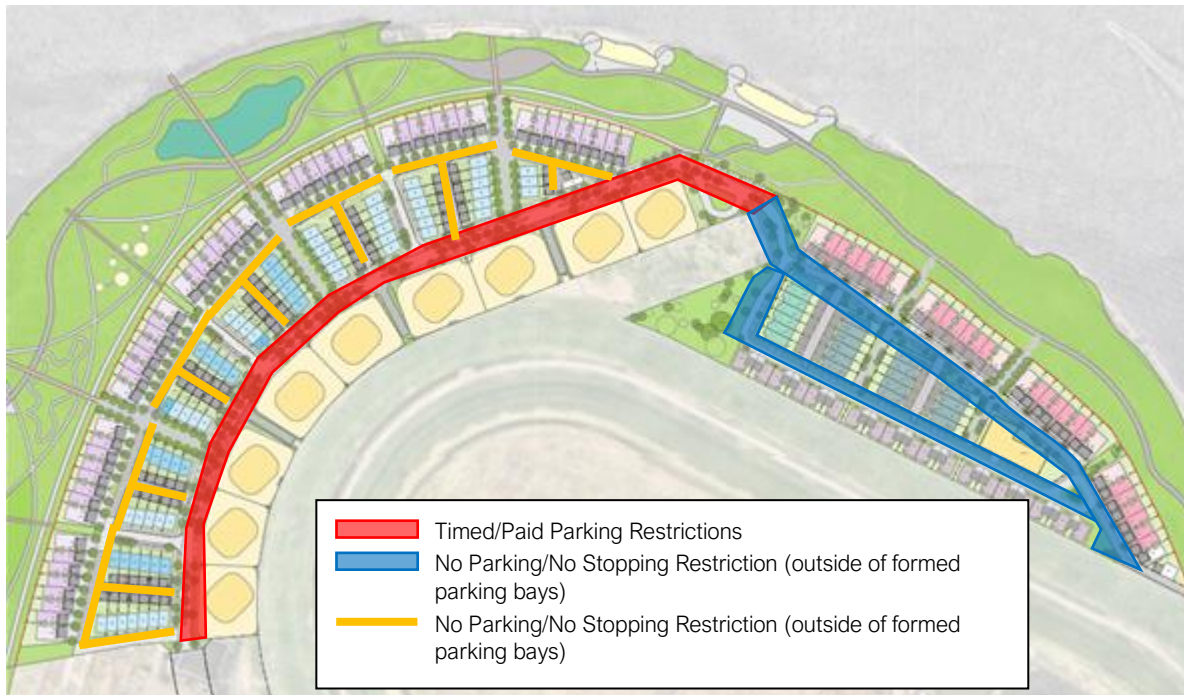 Timed/Paid Parking Restrictions
No Parking/No Stopping Restriction (outside of formed
parking bays)
No Parking/No Stopping Restriction (outside of formed
parking bays)